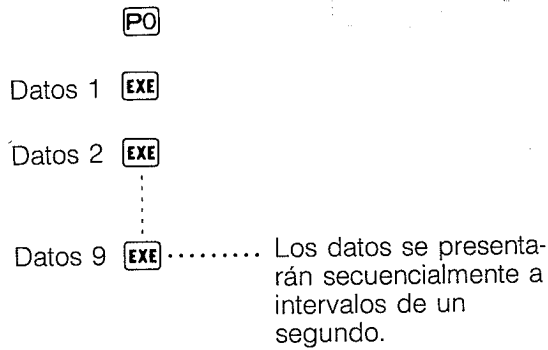 P0
Datos 1 EXE
Datos 2 EXE
Datos 9 EXE ......... Los datos se presenta-
rán secuencialmente a
intervalos de un
segundo.